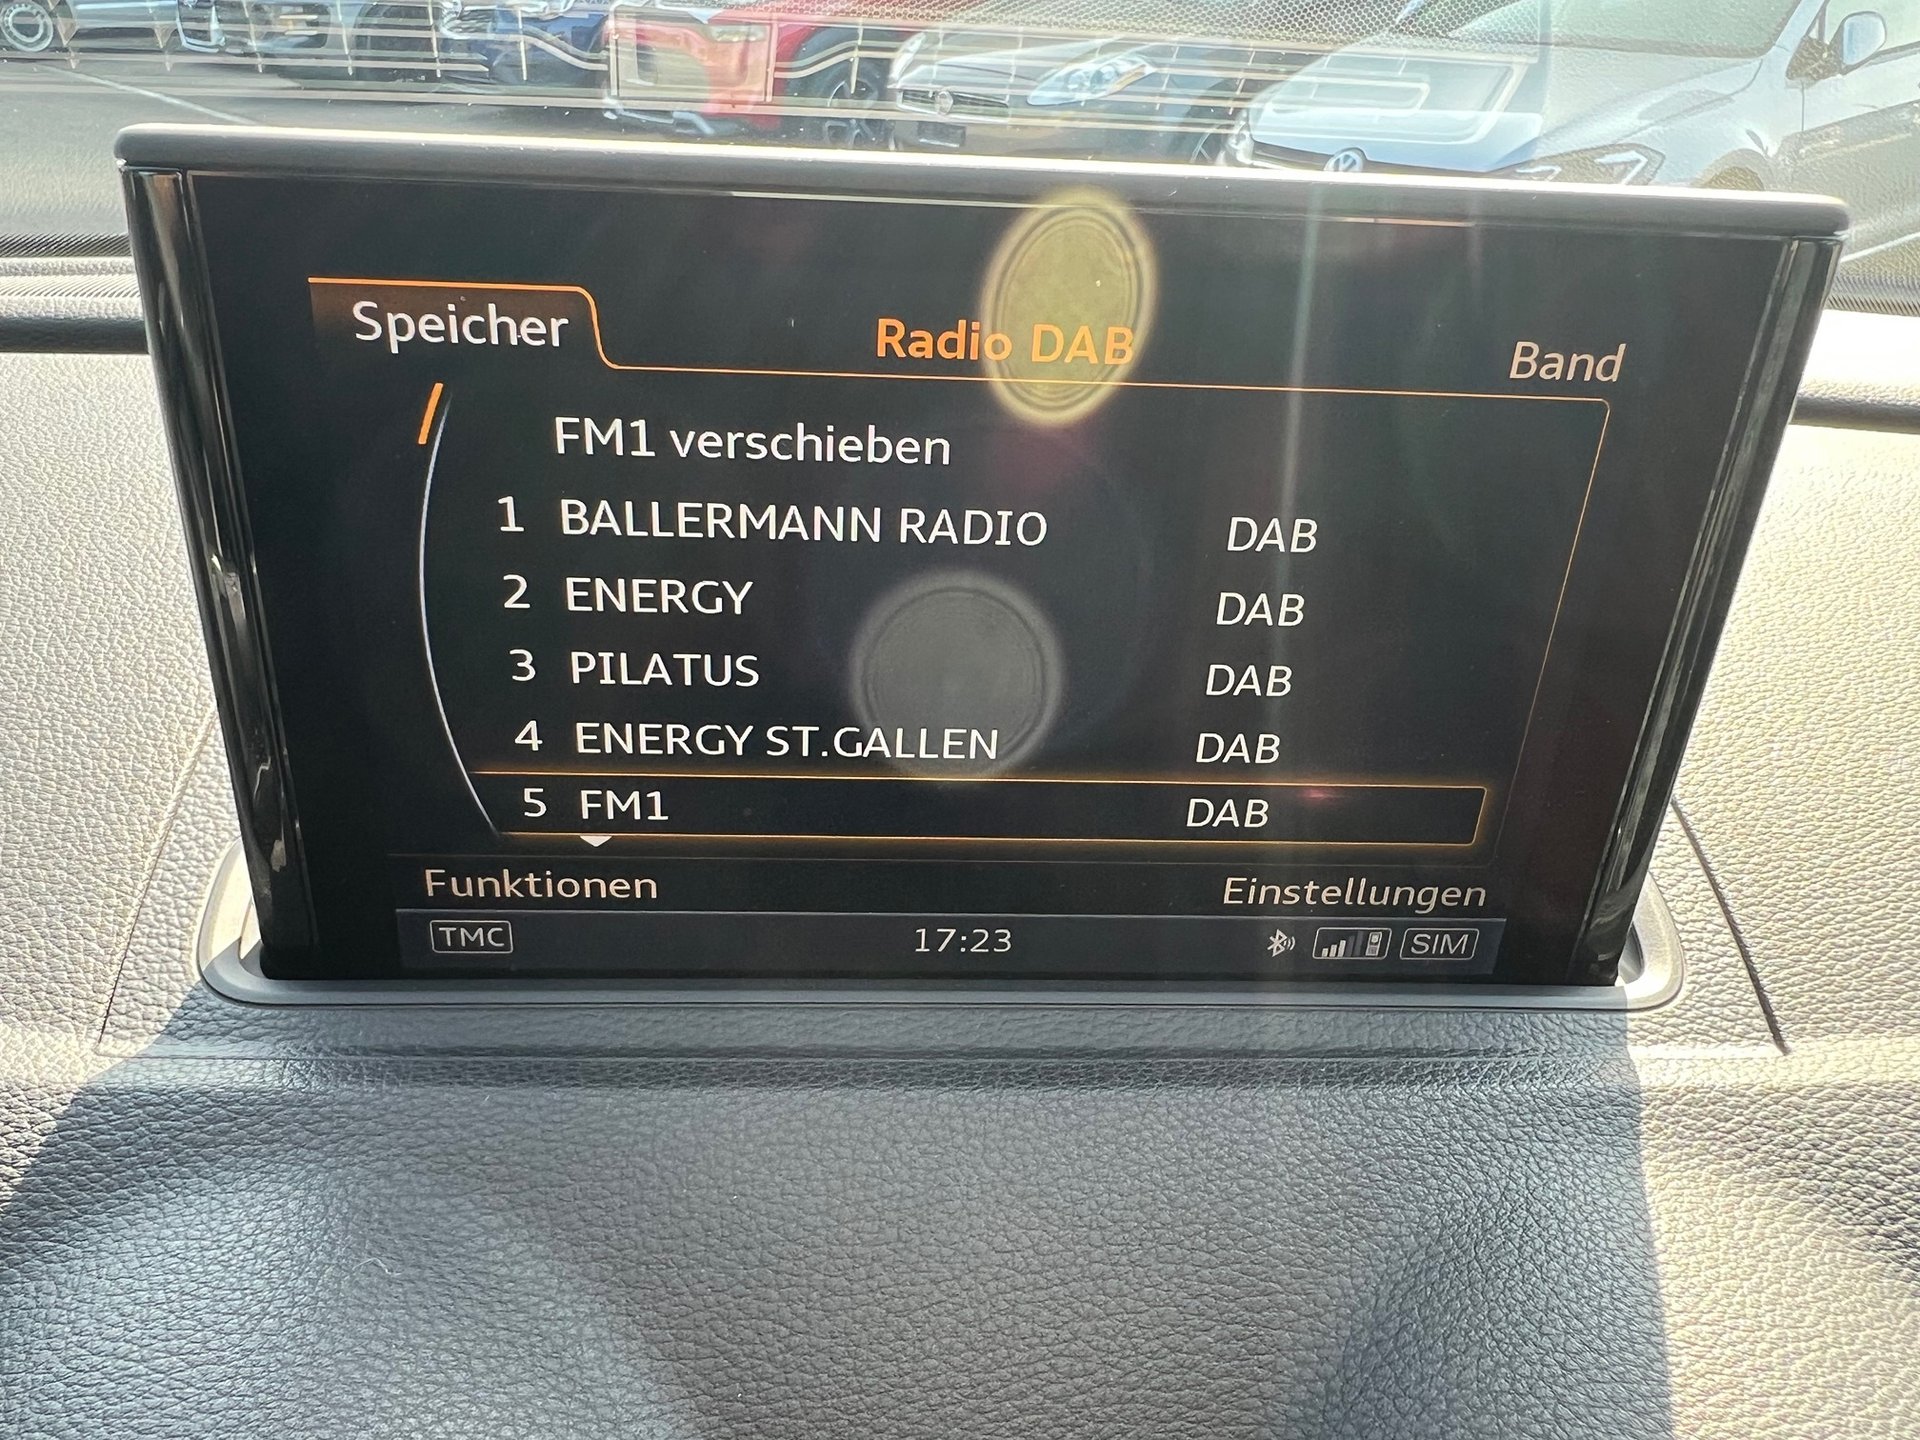 Speicher
Radio DAB
Band
FM1 verschieben
1 BALLERMANN RADIO DAB
2 ENERGY DAB
3 PILATUS DAB
4 ENERGY ST.GALLEN DAB
5 FM1 DAB
Funktionen
Einstellungen
TMC
17:23
SIM